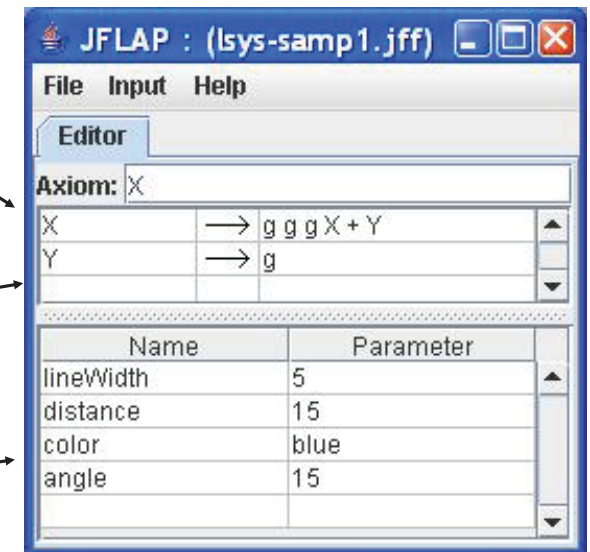 JFLAP : (lsys-samp1.jff)
File Input Help
Editor
Axiom: X
X → g g g X + Y
Y → g
Name Parameter
lineWidth 5
distance 15
color blue
angle 15